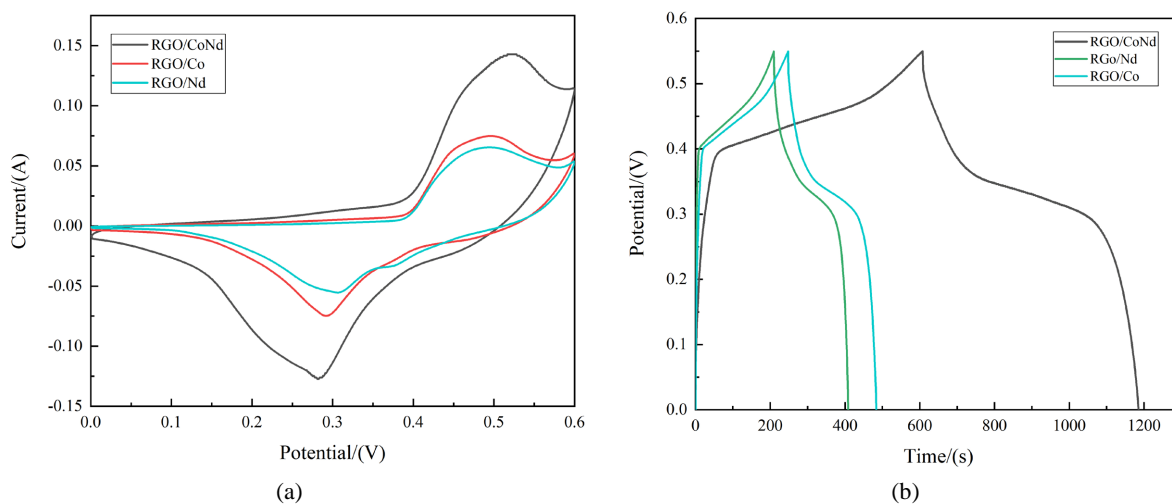 0.15
0.10
0.05
0.00
-0.05
-0.10
-0.15
Current/(A)
RGO/CoNd
RGO/Co
RGO/Nd
0.0 0.1 0.2 0.3 0.4 0.5 0.6
Potential/(V)
(a)
0.6
0.5
0.4
0.3
0.2
0.1
0.0
Potential/(V)
RGO/CoNd
RGo/Nd
RGO/Co
0 200 400 600 800 1000 1200
Time/(s)
(b)